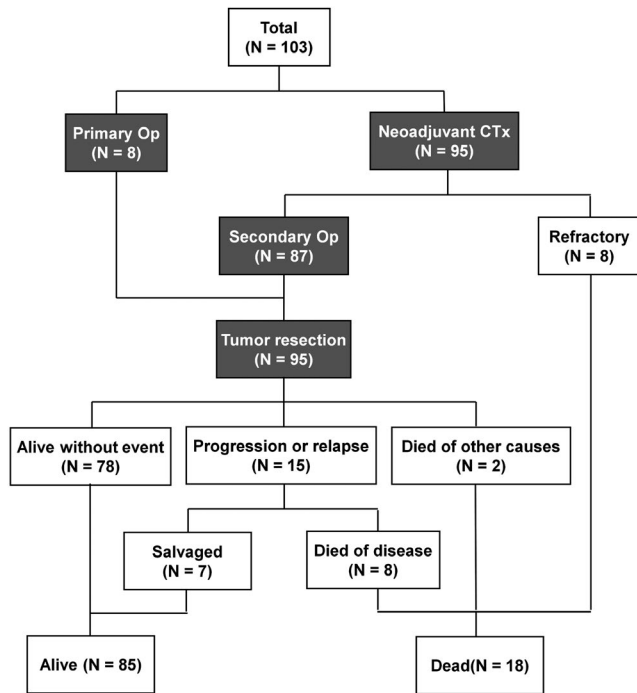 Total
(N = 103)
Primary Op
(N = 8)
Neoadjuvant CTx
(N = 95)
Secondary Op
(N = 87)
Refractory
(N = 8)
Tumor resection
(N = 95)
Alive without event
(N = 78)
Progression or relapse
(N = 15)
Died of other causes
(N = 2)
Salvaged
(N = 7)
Died of disease
(N = 8)
Alive (N = 85)
Dead(N = 18)